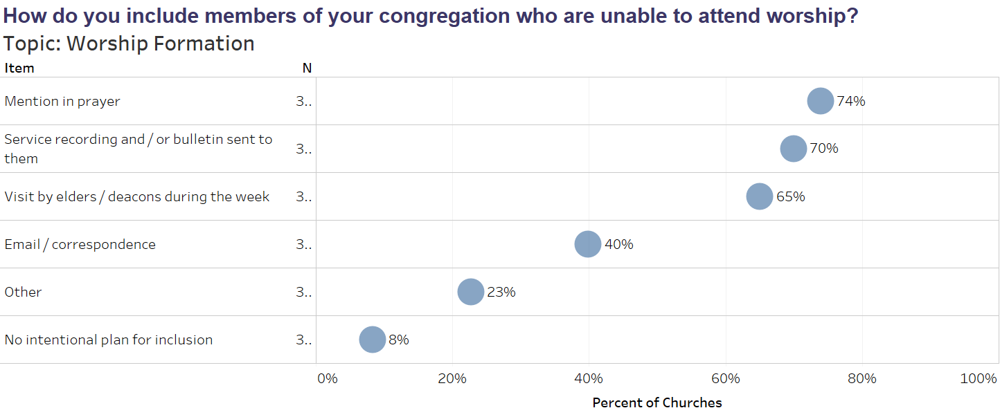 How do you include members of your congregation who are unable to attend worship?
Topic: Worship Formation
Item N
Mention in prayer 3.. 74%
Service recording and / or bulletin sent to
them 3.. 70%
Visit by elders / deacons during the week 3.. 65%
Email / correspondence 3.. 40%
Other 3.. 23%
No intentional plan for inclusion 3.. 8%
0% 20% 40% 60% 80% 100%
Percent of Churches